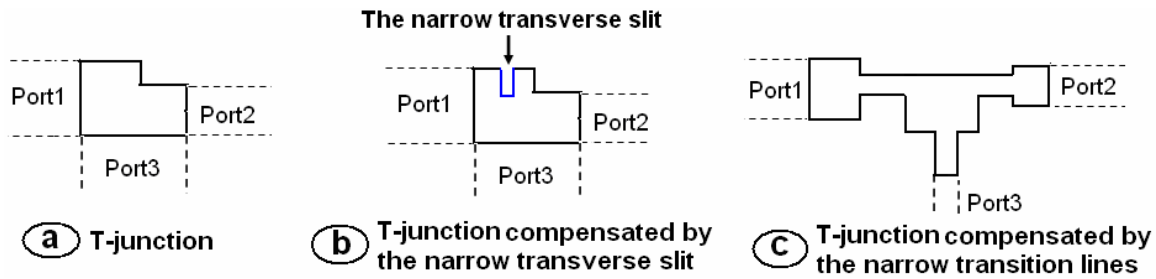 The narrow transverse slit
Port1
Port2
Port3
Port1
Port2
Port3
Port1
Port2
Port3
a T-junction
b T-junction compensated by
the narrow transverse slit
c T-junction compensated by
the narrow transition lines